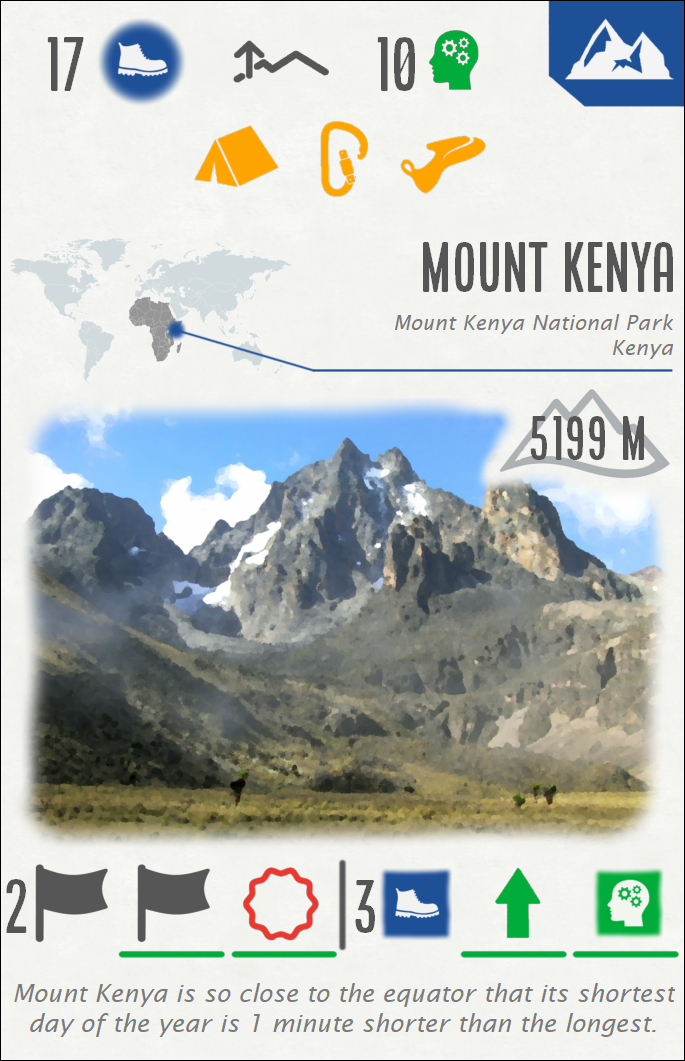 17
10
MOUNT KENYA
Mount Kenya National Park
Kenya
5199 M
2
3
Mount Kenya is so close to the equator that its shortest
day of the year is 1 minute shorter than the longest.